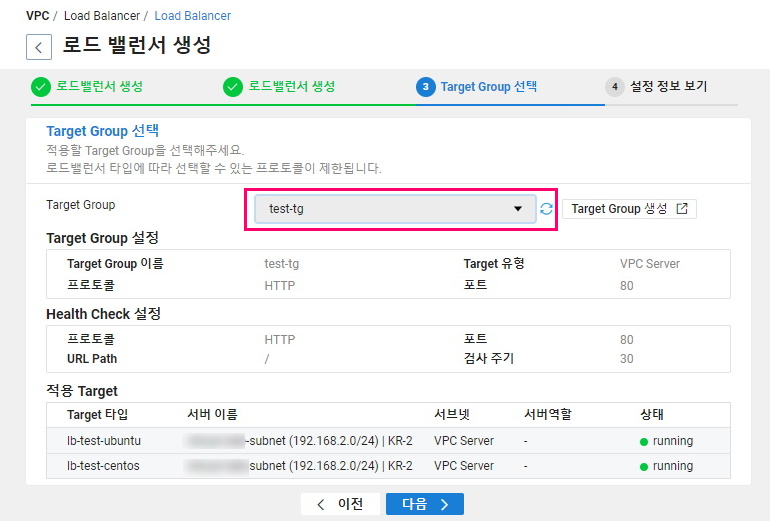 VPC / Load Balancer / Load Balancer
로드 밸런서 생성
로드밸런서 생성 로드밸런서 생성 3 Target Group 선택 4 설정 정보 보기
Target Group 선택
적용할 Target Group을 선택해주세요.
로드밸런서 타입에 따라 선택할 수 있는 프로토콜이 제한됩니다.
Target Group test-tg Target Group 생성
Target Group 설정
Target Group 이름 test-tg Target 유형 VPC Server
프로토콜 HTTP 포트 80
Health Check 설정
프로토콜 HTTP 포트 80
URL Path / 검사 주기 30
적용 Target
Target 타입 서버 이름 서브넷 서버역할 상태
lb-test-ubuntu -subnet (192.168.2.0/24) | KR-2 VPC Server - running
lb-test-centos subnet (192.168.2.0/24) | KR-2 VPC Server - running
이전 다음